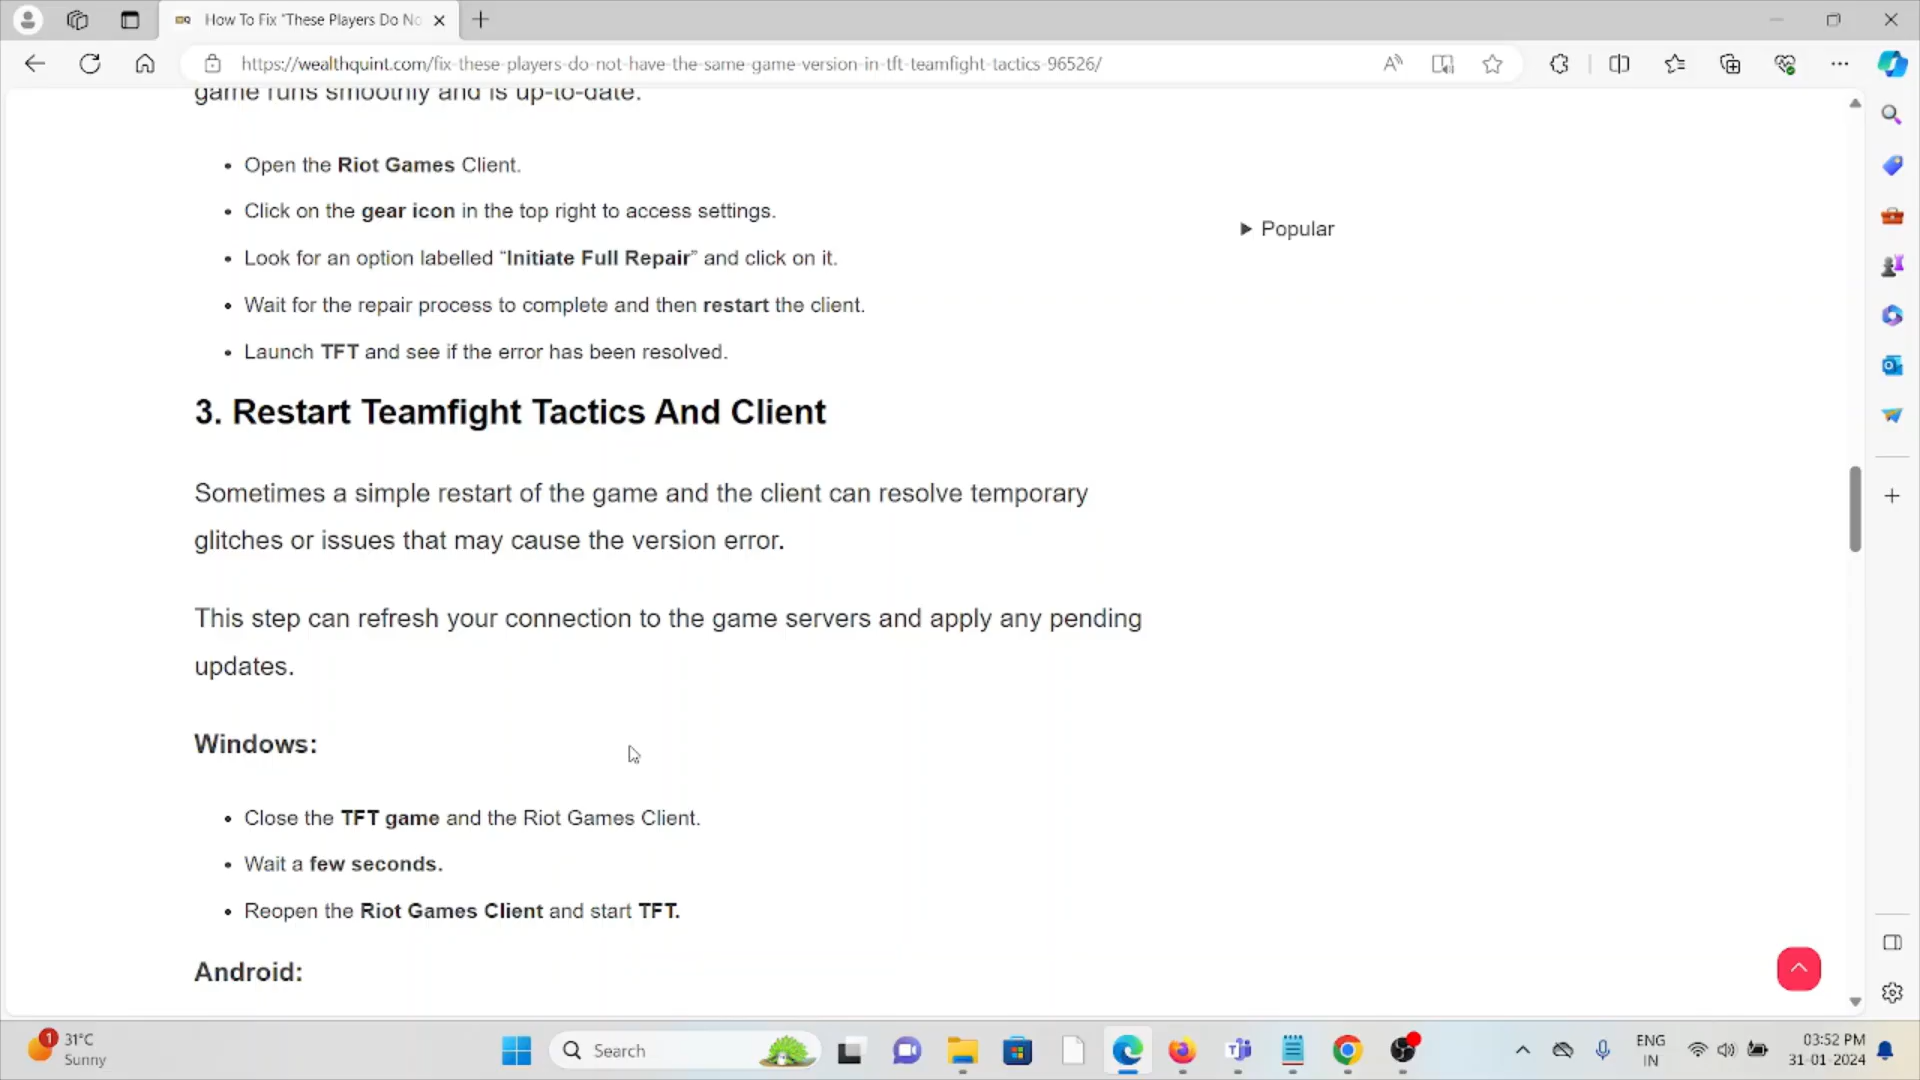 How To Fix "These Players Do No
https://wealthquint.com/fix-these-players-do-not-have-the-same-game-version-in-tft-teamfight-tactics-96526/
game runs smoothly and is up-to-date.
• Open the Riot Games Client.
• Click on the gear icon in the top right to access settings.
• Look for an option labelled “Initiate Full Repair” and click on it.
• Wait for the repair process to complete and then restart the client.
• Launch TFT and see if the error has been resolved.
▶ Popular
3. Restart Teamfight Tactics And Client
Sometimes a simple restart of the game and the client can resolve temporary
glitches or issues that may cause the version error.
This step can refresh your connection to the game servers and apply any pending
updates.
Windows:
• Close the TFT game and the Riot Games Client.
• Wait a few seconds.
• Reopen the Riot Games Client and start TFT.
Android:
1
31°C
Sunny
Search
ENG
IN
03:52 PM
31-01-2024